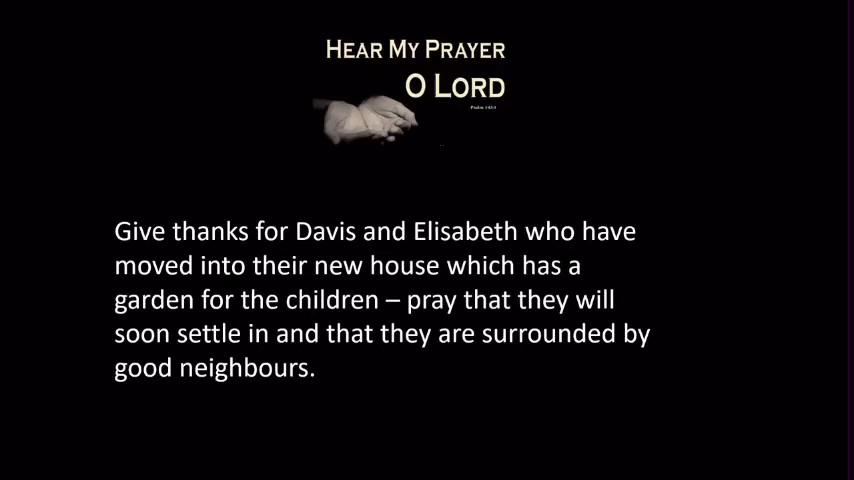 HEAR MY PRAYER
O LORD
Give thanks for Davis and Elisabeth who have
moved into their new house which has a
garden for the children – pray that they will
soon settle in and that they are surrounded by
good neighbours.